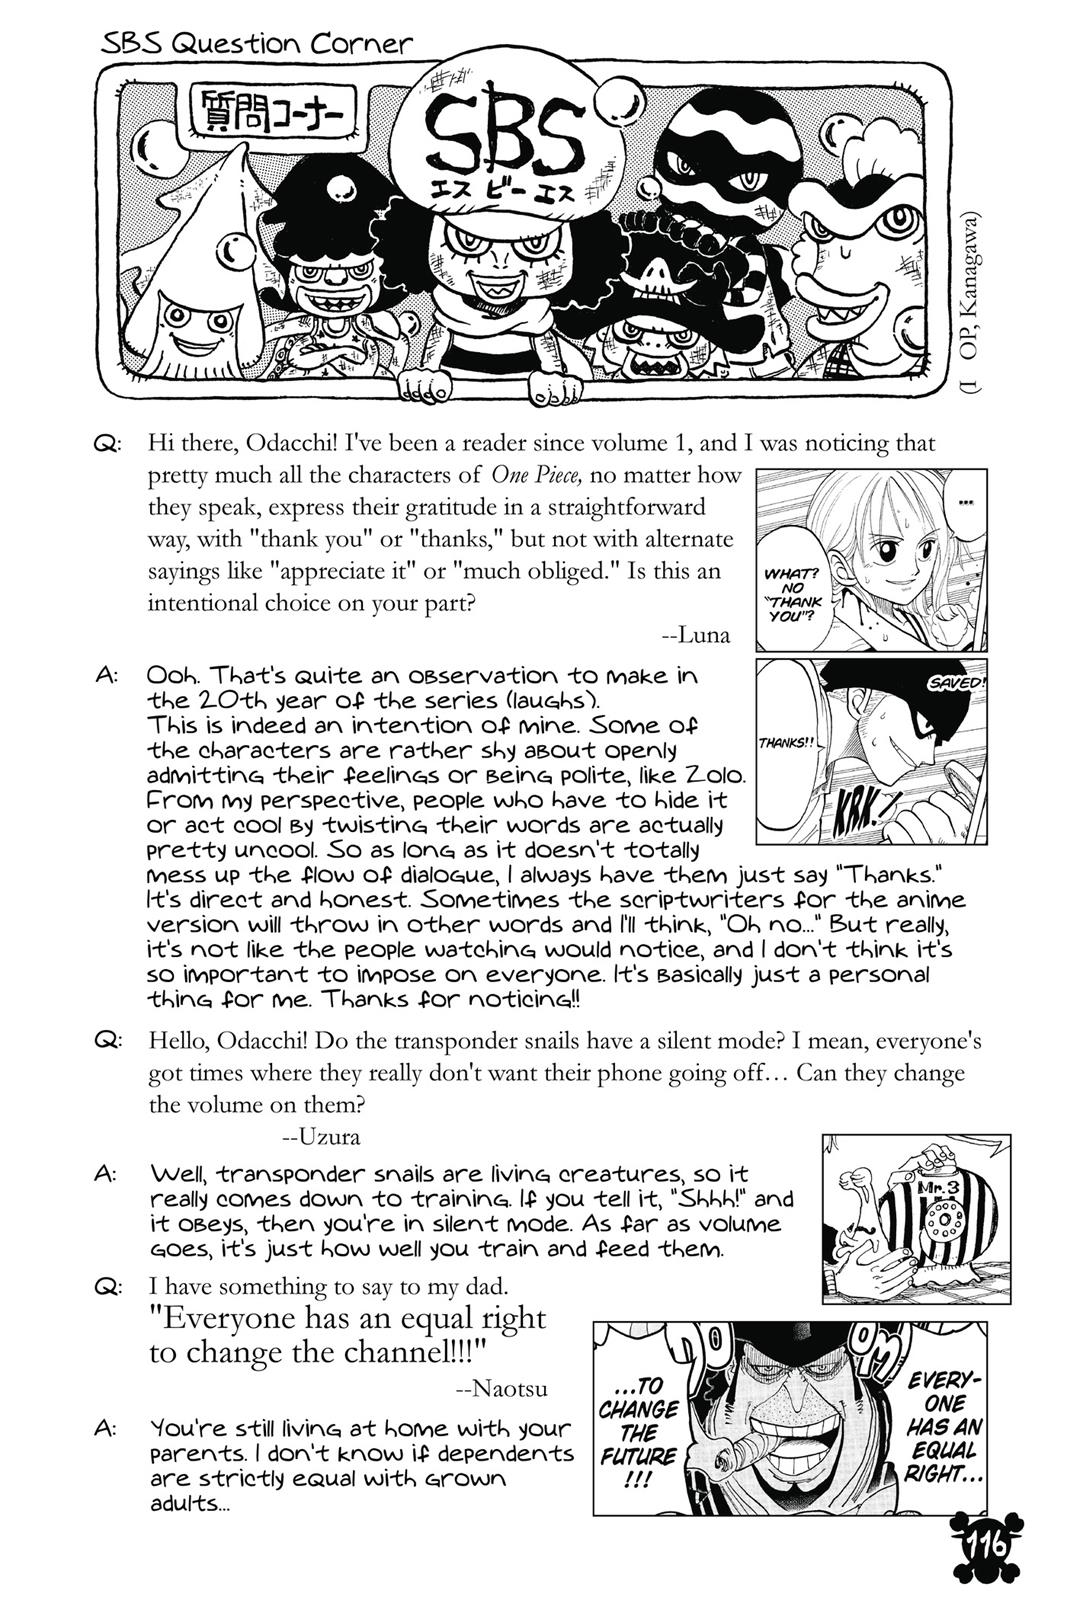 SBS Question Corner
質問コーナー
SBS
エス ビー エス
(I OP, Kanagawa)
Q: Hi there, Odacchi! I've been a reader since volume 1, and I was noticing that
pretty much all the characters of One Piece, no matter how
they speak, express their gratitude in a straightforward
way, with "thank you" or "thanks," but not with alternate
sayings like "appreciate it" or "much obliged." Is this an
intentional choice on your part?
--Luna
...
WHAT?
NO
"THANK
YOU"?
A: Ooh. That's quite an observation to make in
the 20th year of the series (laughs).
This is indeed an intention of mine. Some of
the characters are rather shy about openly
admitting their feelings or being polite, like Zolo.
From my perspective, people who have to hide it
or act cool by twisting their words are actually
pretty uncool. So as long as it doesn't totally
mess up the flow of dialogue, I always have them just say "Thanks."
It's direct and honest. Sometimes the scriptwriters for the anime
version will throw in other words and I'll think, "Oh no..." But really,
it's not like the people watching would notice, and I don't think it's
so important to impose on everyone. It's basically just a personal
thing for me. Thanks for noticing!!
SAVED!
THANKS!!
KRK!
Q: Hello, Odacchi! Do the transponder snails have a silent mode? I mean, everyone's
got times where they really don't want their phone going off… Can they change
the volume on them?
--Uzura
A: Well, transponder snails are living creatures, so it
really comes down to training. If you tell it, "Shhh!" and
it obeys, then you're in silent mode. As far as volume
goes, it's just how well you train and feed them.
Mr.3
Q: I have something to say to my dad.
"Everyone has an equal right
to change the channel!!!"
--Naotsu
A: You're still living at home with your
parents. I don't know if dependents
are strictly equal with grown
adults...
EVERY-
ONE
HAS AN
EQUAL
RIGHT...
...TO
CHANGE
THE
FUTURE
!!!
116